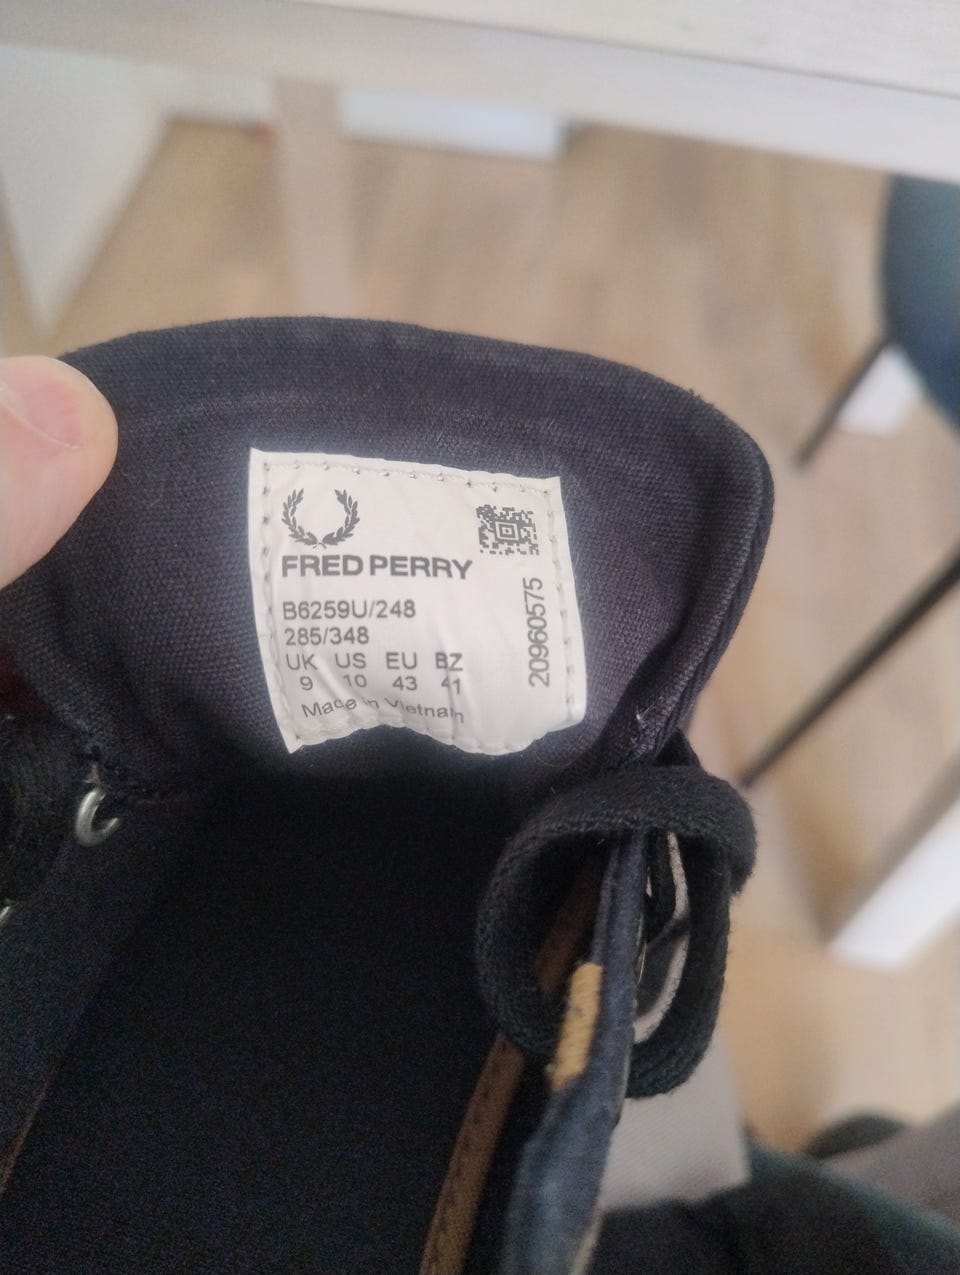 FRED PERRY
B6259U/248
285/348
UK US EU BZ
9 10 43 41
Made in Vietnam
20960575